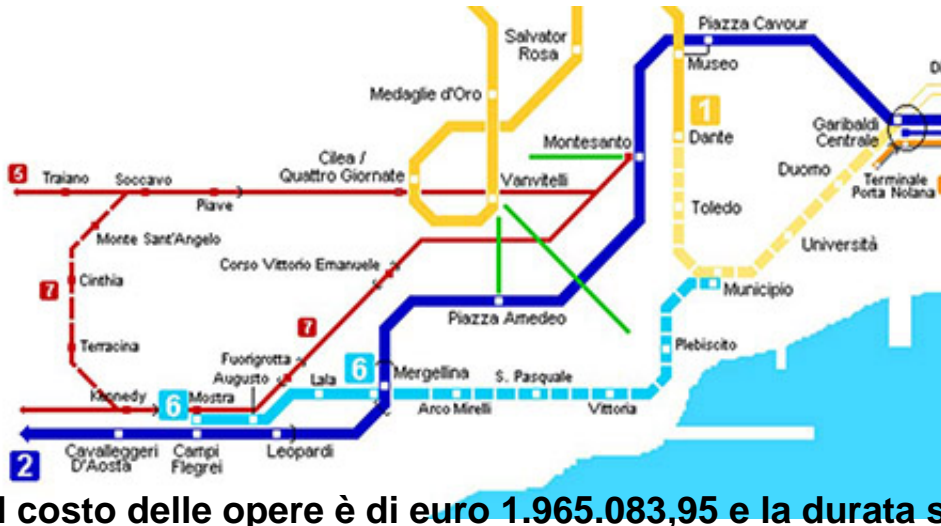 Piazza Cavour
Salvator
Rosa
Museo
Medaglie d'Oro
1
Garibaldi
Centrale
Montesanto
Dante
Cilea /
Quattro Giornate
Duomo
5
Traiano
Soccavo
Vanvitelli
Terminale
Porta Nolana
Piave
Toledo
Monte Sant'Angelo
Università
Corso Vittorio Emanuele
Cinthia
7
Municipio
Piazza Amedeo
7
Terracina
Plebiscito
Fuorigrotta
Augusto
Lala
6
Mergellina
S. Pasquale
Kennedy
Mostra
6
Arco Mirelli
Vittoria
2
Cavalleggeri
D'Aosta
Campi
Flegrei
Leopardi
l costo delle opere è di euro 1.965.083,95 e la durata s